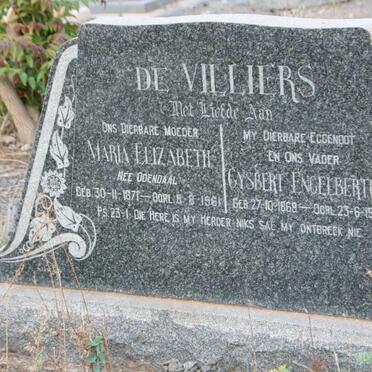 DE VILLIERS
Met Liefde Aan
ONS DIERBARE MOEDER
MARIA ELIZABETH
NEE ODENDAAL
GEB. 30-11-1871-OORL. 8-8-1961
MY DIERBARE EGGENOOT
EN ONS VADER
GYSBERT ENGELBERTU
GEB 27-10-1868-OORL. 23-6-19
PS. 23-1. DIE HERE IS MY HERDER NIKS SAL MY ONTBREEK NIE